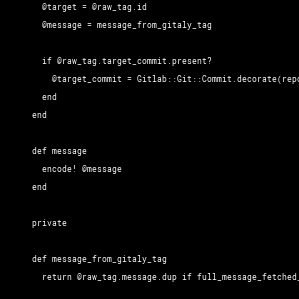 @target = @raw_tag.id
@message = message_from_gitaly_tag
if @raw_tag.target_commit.present?
@target_commit = Gitlab::Git::Commit.decorate(repo
end
end
def message
encode! @message
end
private
def message_from_gitaly_tag
return @raw_tag.message.dup if full_message_fetched_